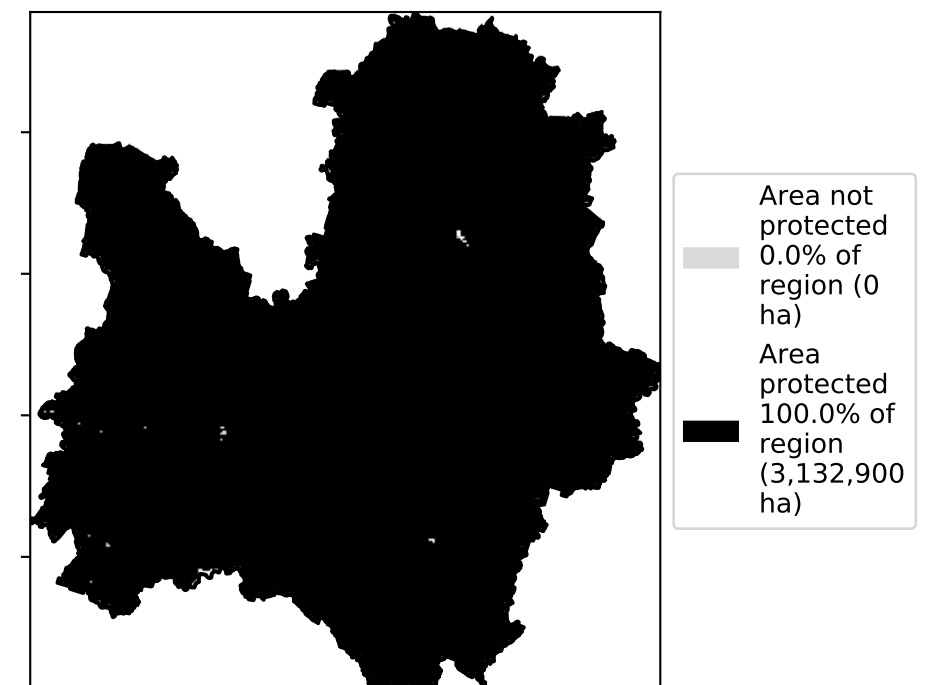 Area not
protected
0.0% of
region (0
ha)
Area
protected
100.0% of
region
(3,132,900
ha)